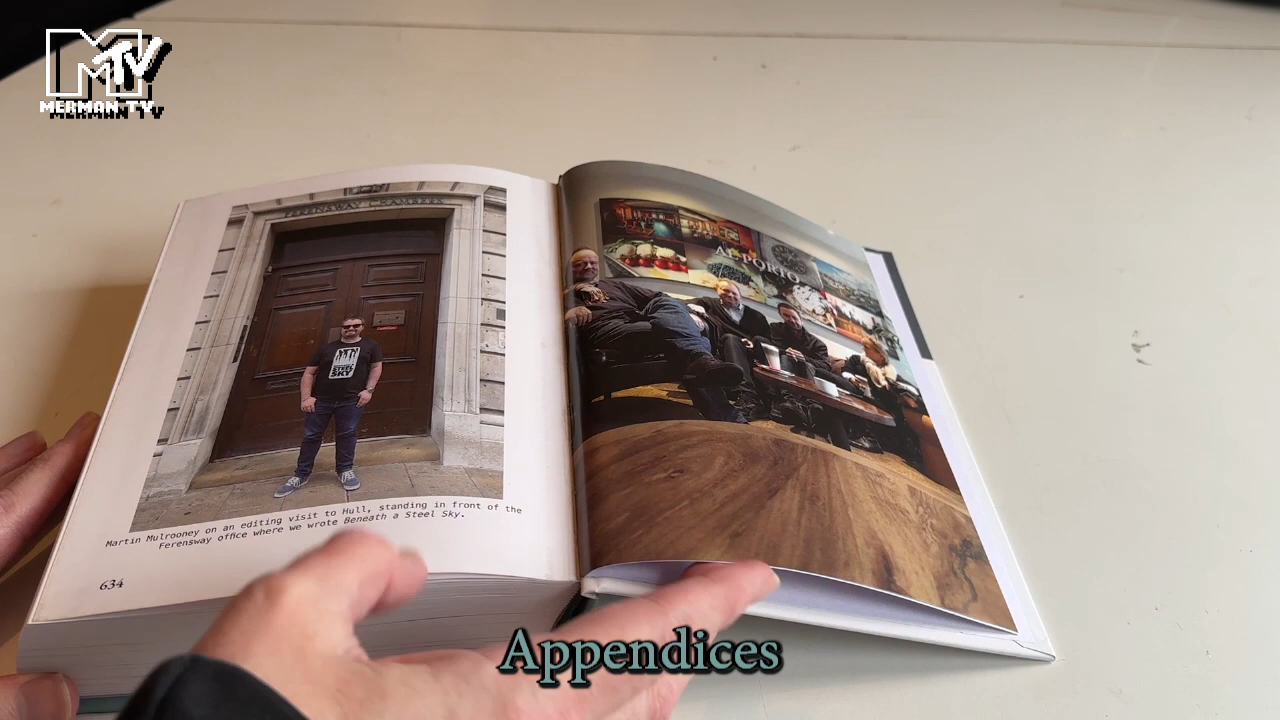 MTV
MERMAN TV
FERENSWAY CHAMBERS
STEEL
SKY
AL PORTO
Martin Mulrooney on an editing visit to Hull, standing in front of the
Ferensway office where we wrote Beneath a Steel Sky.
634
Appendices